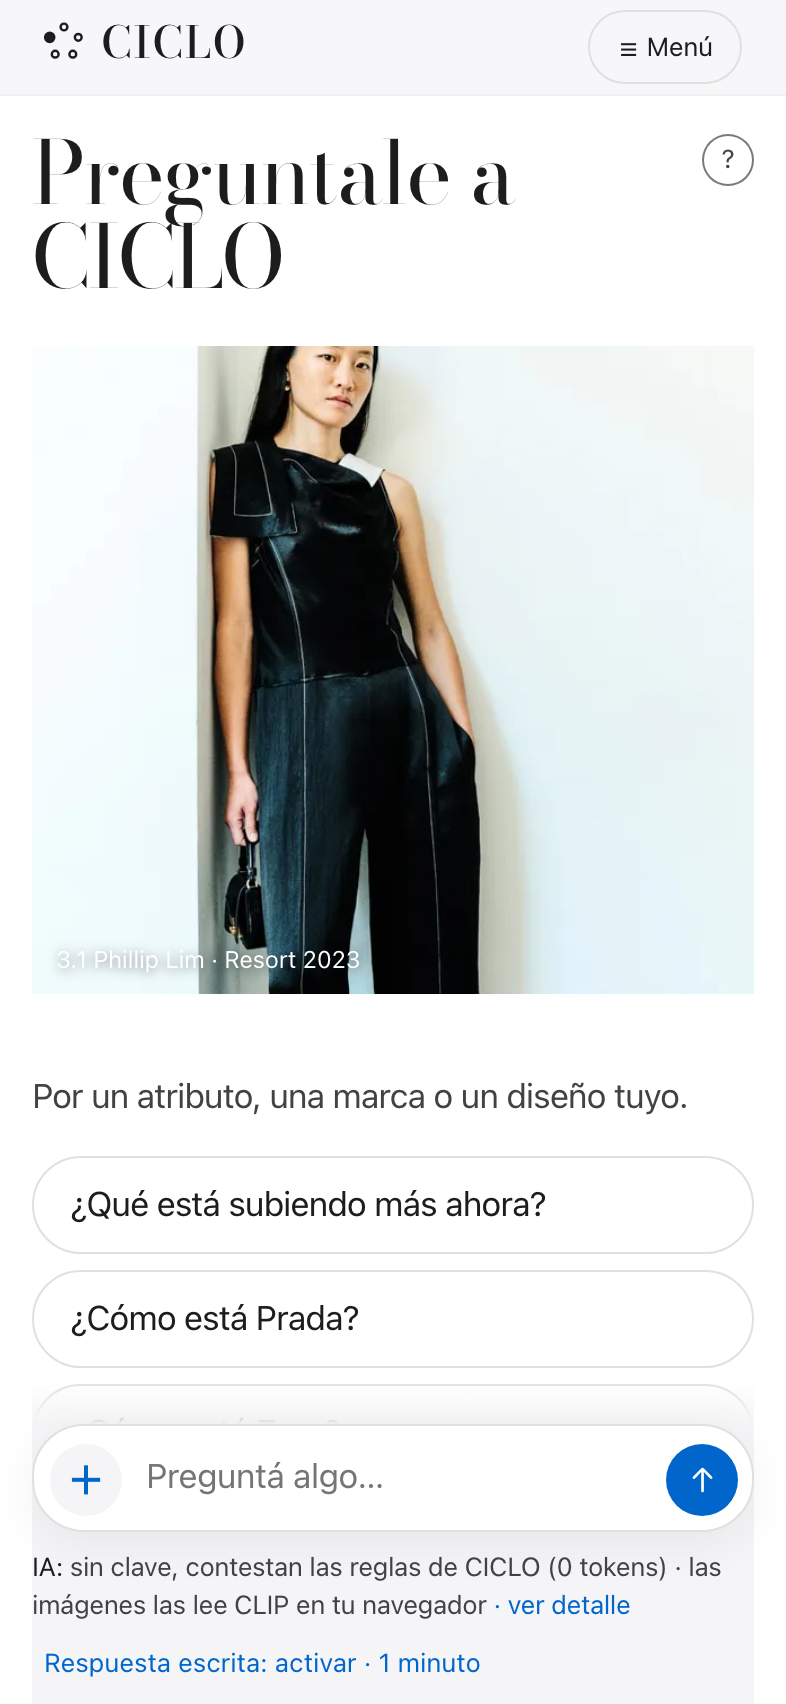 CICLO
≡ Menú
Preguntale a
CICLO
?
3.1 Phillip Lim · Resort 2023
Por un atributo, una marca o un diseño tuyo.
¿Qué está subiendo más ahora?
¿Cómo está Prada?
Preguntá algo...
IA: sin clave, contestan las reglas de CICLO (0 tokens) · las
imágenes las lee CLIP en tu navegador · ver detalle
Respuesta escrita: activar · 1 minuto